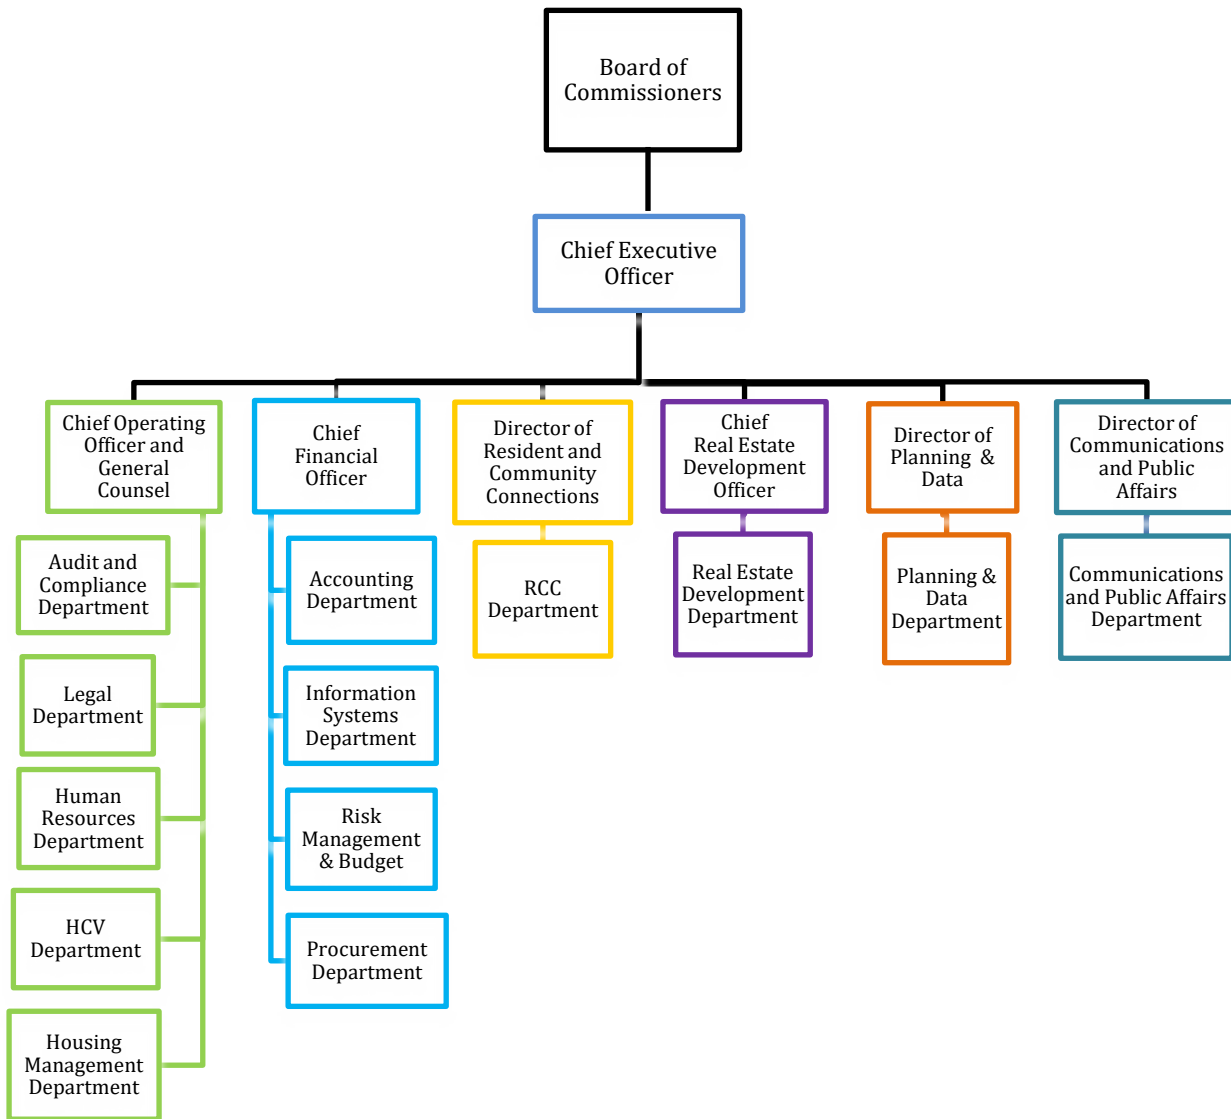 Board of
Commissioners
Chief Executive
Officer
Chief Operating
Officer and
General
Counsel
Chief
Financial
Officer
Director of
Resident and
Community
Connections
Chief
Real Estate
Development
Officer
Director of
Planning & 
Data
Director of
Communications
and Public
Affairs
Audit and
Compliance
Department
Legal
Department
Human
Resources
Department
HCV
Department
Housing
Management
Department
Accounting
Department
Information
Systems
Department
Risk
Management
& Budget
Procurement
Department
RCC
Department
Real Estate
Development
Department
Planning &
Data
Department
Communications
and Public Affairs
Department